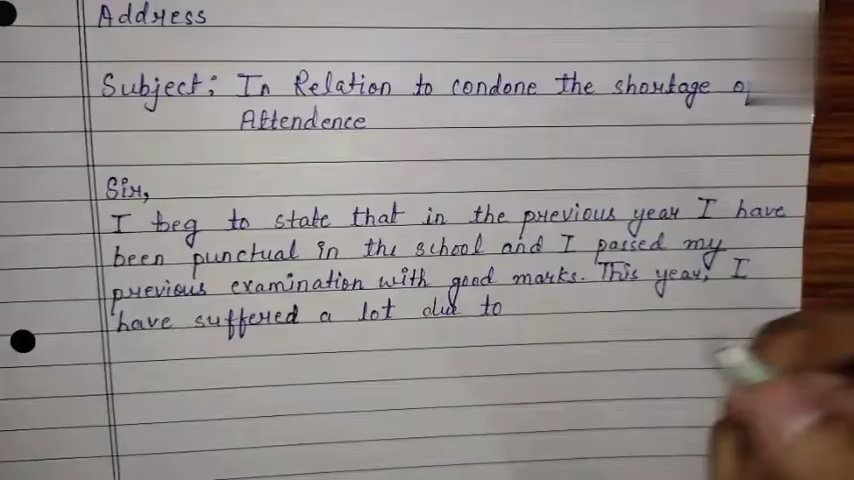 Address
Subject: In Relation to condone the shortage of
Attendence
Sir,
I beg to state that in the previous year I have
been punctual in the school and I passed my
previous examination with good marks. This year, I
have suffered a lot due to